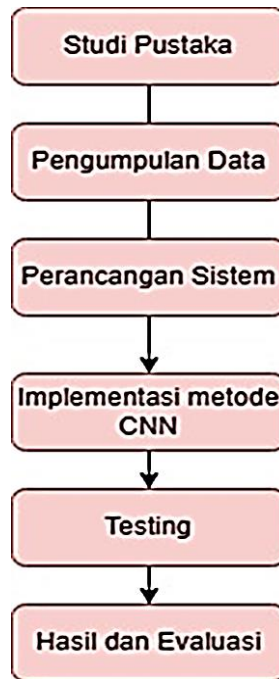 Studi Pustaka
Pengumpulan Data
Perancangan Sistem
Implementasi metode
CNN
Testing
Hasil dan Evaluasi